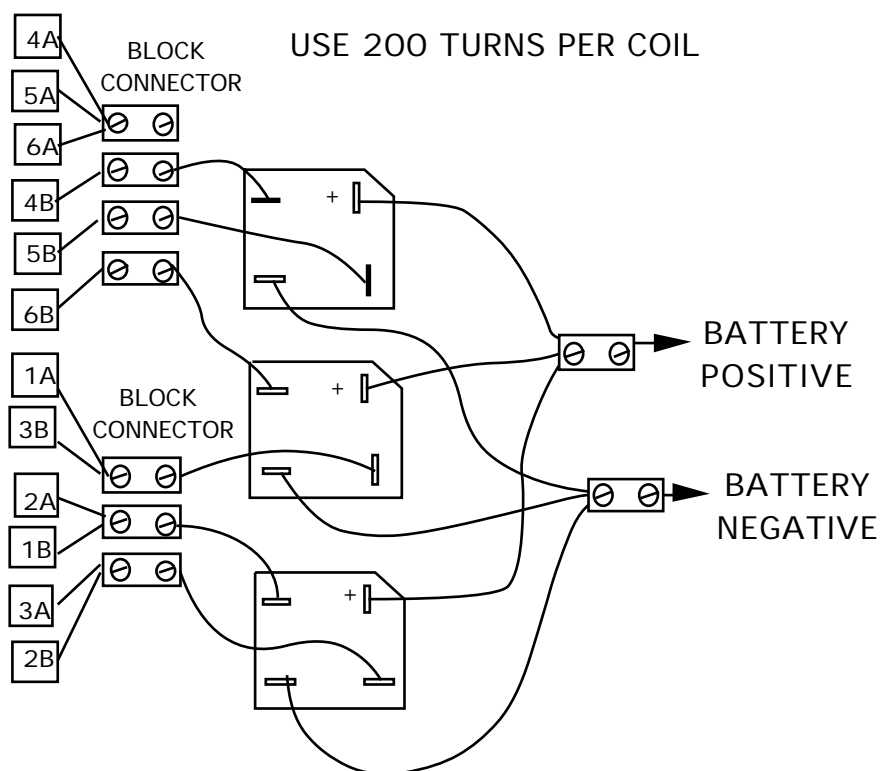 USE 200 TURNS PER COIL
4A
5A
6A
4B
5B
6B
BLOCK
CONNECTOR
+
BATTERY
POSITIVE
1A
3B
2A
1B
3A
2B
BLOCK
CONNECTOR
+
BATTERY
NEGATIVE
+